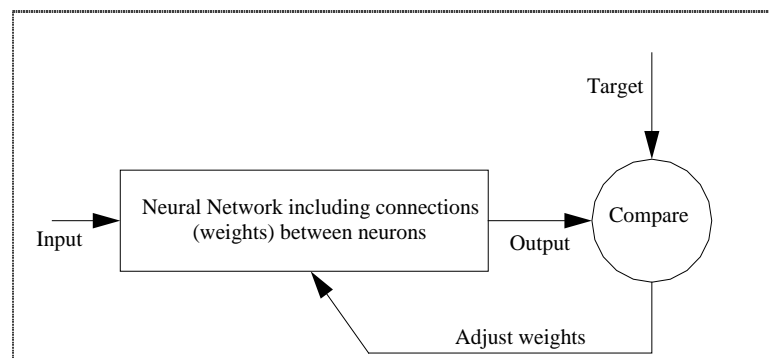 Target
Neural Network including connections
(weights) between neurons
Compare
Input
Output
Adjust weights